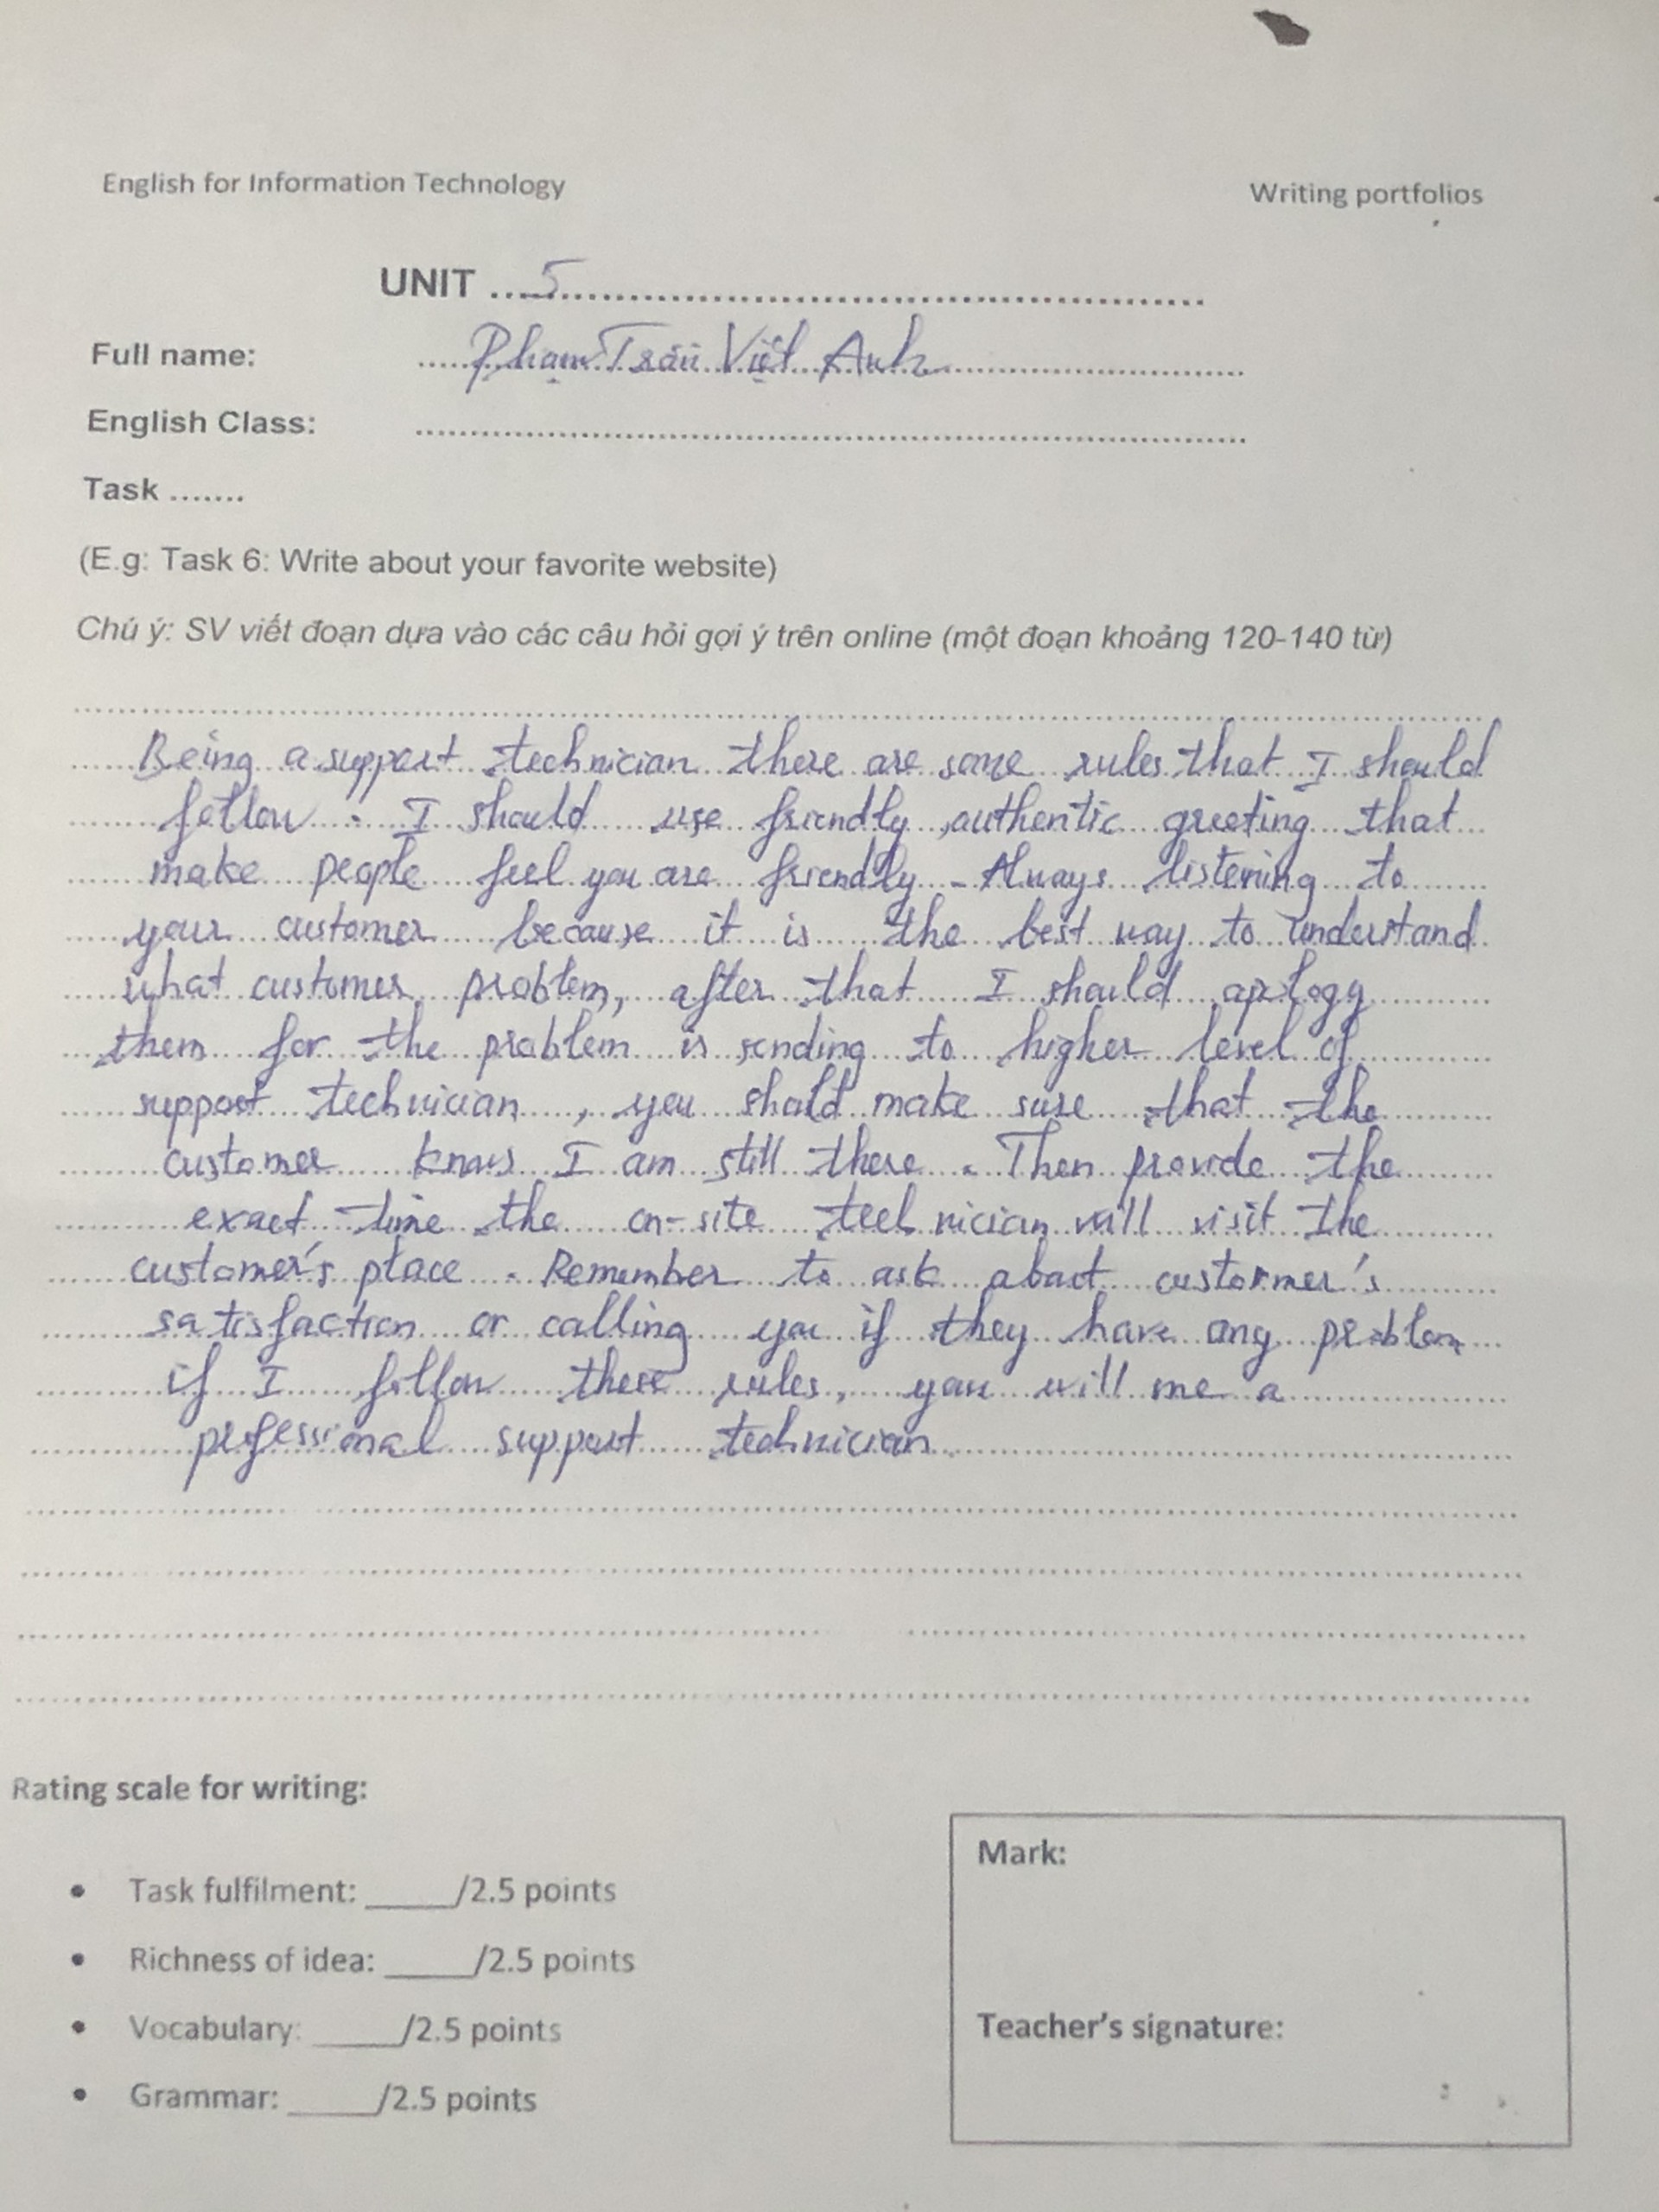 English for Information Technology
Writing portfolios
UNIT ...5...
Full name: Phạm Trần Việt Anh
English Class:
Task .......
(E.g: Task 6: Write about your favorite website)
Chú ý: SV viết đoạn dựa vào các câu hỏi gợi ý trên online (một đoạn khoảng 120-140 từ)
Being a support technician there are some rules that I should
follow . I should use friendly ,authentic greeting that
make people feel you are friendly . Always listening to
your customer because it is the best way to understand
what customer problem, after that I should apology
them for the problem is sending to higher level of
support technician , you shold make sure that the
customer knows I am still there . Then provide the
exact time the on-site technician will visit the
customer's place . Remember to ask about customer's
satisfaction or calling you if they have any problem
if I follow these rules, you will me a
professional support technician
Rating scale for writing:
• Task fulfilment: _____/2.5 points
• Richness of idea: _____/2.5 points
• Vocabulary: _____/2.5 points
• Grammar: _____/2.5 points
Mark:
Teacher's signature: